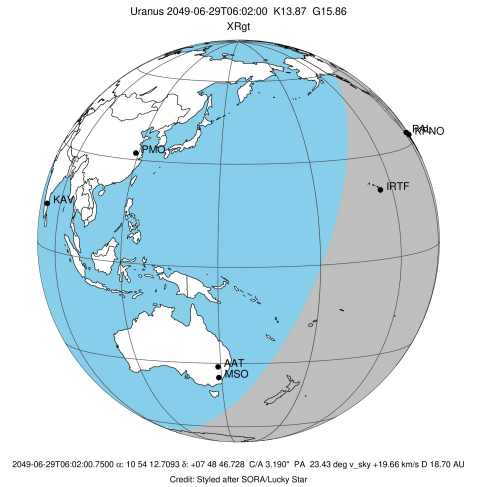 Uranus 2049-06-29T06:02:00  K13.87  G15.86
XRgt
PMO
KAV
IRTF
AAT
MSO
2049-06-29T06:02:00.7500 α: 10 54 12.7093 δ: +07 48 46.728  C/A 3.190"  PA  23.43 deg v_sky +19.66 km/s D 18.70 AU
Credit: Styled after SORA/Lucky Star